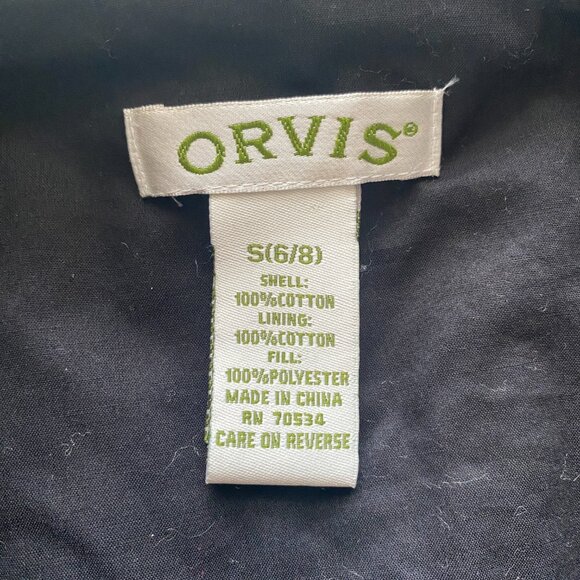 ORVIS®
S(6/8)
SHELL:
100%COTTON
LINING:
100%COTTON
FILL:
100%POLYESTER
MADE IN CHINA
RN 70534
CARE ON REVERSE